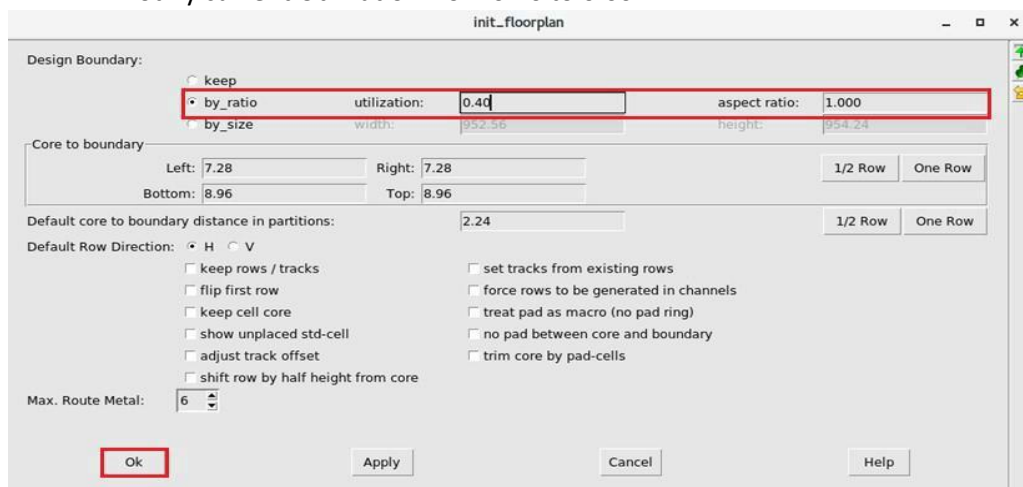 init_floorplan
Design Boundary:
keep
by_ratio utilization: 0.40 aspect ratio: 1.000
by_size width: 952.56 height: 954.24
Core to boundary
Left: 7.28 Right: 7.28 1/2 Row One Row
Bottom: 8.96 Top: 8.96
Default core to boundary distance in partitions: 2.24 1/2 Row One Row
Default Row Direction: H V
keep rows / tracks set tracks from existing rows
flip first row force rows to be generated in channels
keep cell core treat pad as macro (no pad ring)
show unplaced std-cell no pad between core and boundary
adjust track offset trim core by pad-cells
shift row by half height from core
Max. Route Metal: 6
Ok Apply Cancel Help